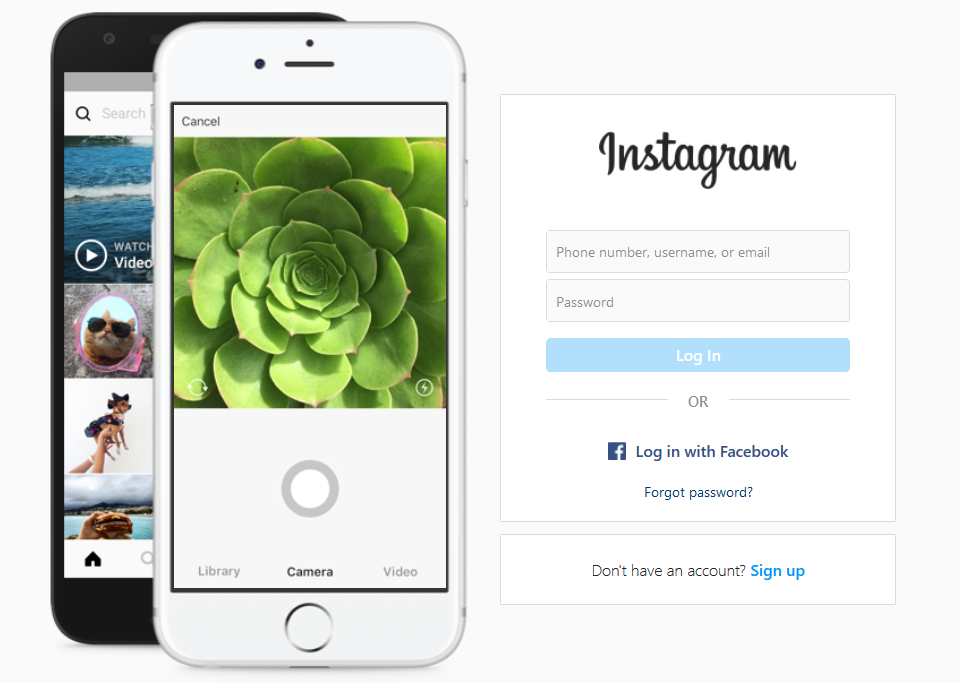 Search
WATCH
Video
Cancel
Library
Camera
Video
Instagram
Phone number, username, or email
Password
Log In
OR
Log in with Facebook
Forgot password?
Don't have an account? Sign up